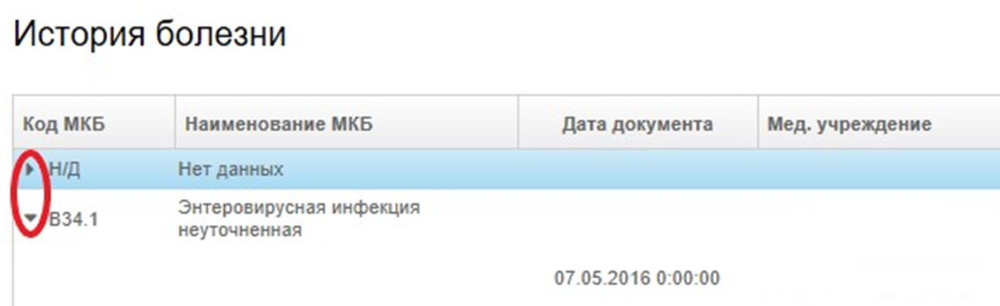 История болезни
Код МКБ Наименование МКБ Дата документа Мед. учреждение
Н/Д Нет данных
B34.1 Энтеровирусная инфекция
неуточненная
07.05.2016 0:00:00